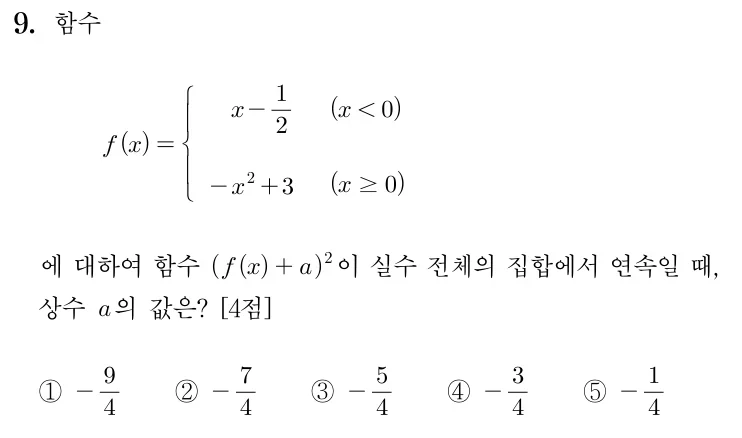 9. 함수
f(x) = { x - 1/2 (x < 0)
-x² + 3 (x ≥ 0)
에 대하여 함수 (f(x) + a)²이 실수 전체의 집합에서 연속일 때,
상수 a의 값은? [4점]
① -9/4 ② -7/4 ③ -5/4 ④ -3/4 ⑤ -1/4